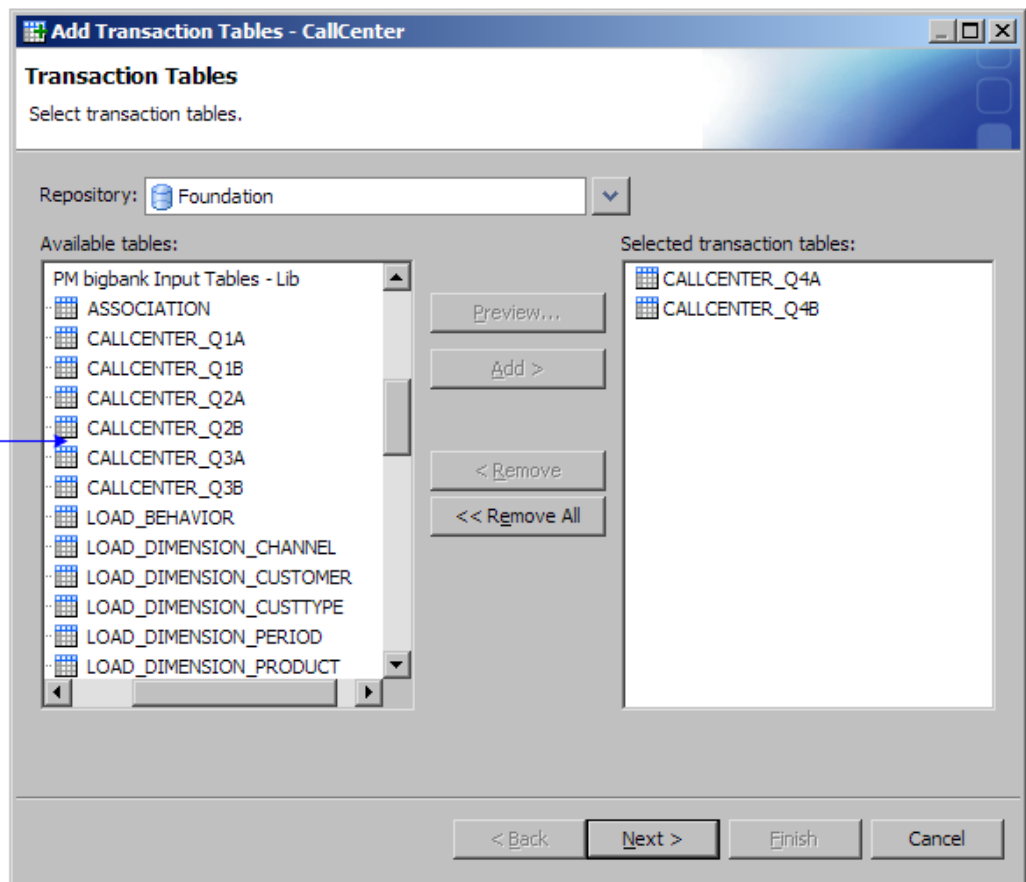 Add Transaction Tables - CallCenter
Transaction Tables
Select transaction tables.
Repository: Foundation
Available tables:
PM bigbank Input Tables - Lib
ASSOCIATION
CALLCENTER_Q1A
CALLCENTER_Q1B
CALLCENTER_Q2A
CALLCENTER_Q2B
CALLCENTER_Q3A
CALLCENTER_Q3B
LOAD_BEHAVIOR
LOAD_DIMENSION_CHANNEL
LOAD_DIMENSION_CUSTOMER
LOAD_DIMENSION_CUSTTYPE
LOAD_DIMENSION_PERIOD
LOAD_DIMENSION_PRODUCT
Preview...
Add >
< Remove
<< Remove All
Selected transaction tables:
CALLCENTER_Q4A
CALLCENTER_Q4B
< Back Next > Finish Cancel